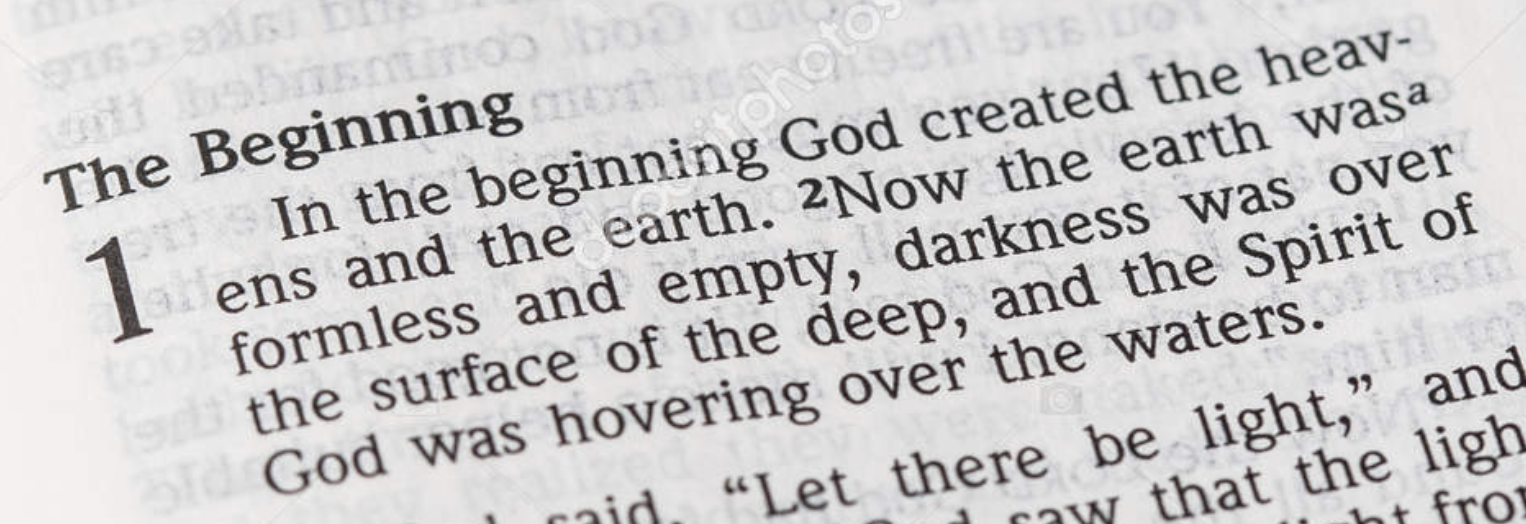 The Beginning
1 In the beginning God created the heav-
ens and the earth. ²Now the earth wasᵃ
formless and empty, darkness was over
the surface of the deep, and the Spirit of
God was hovering over the waters.
said, “Let there be light,” and
saw that the